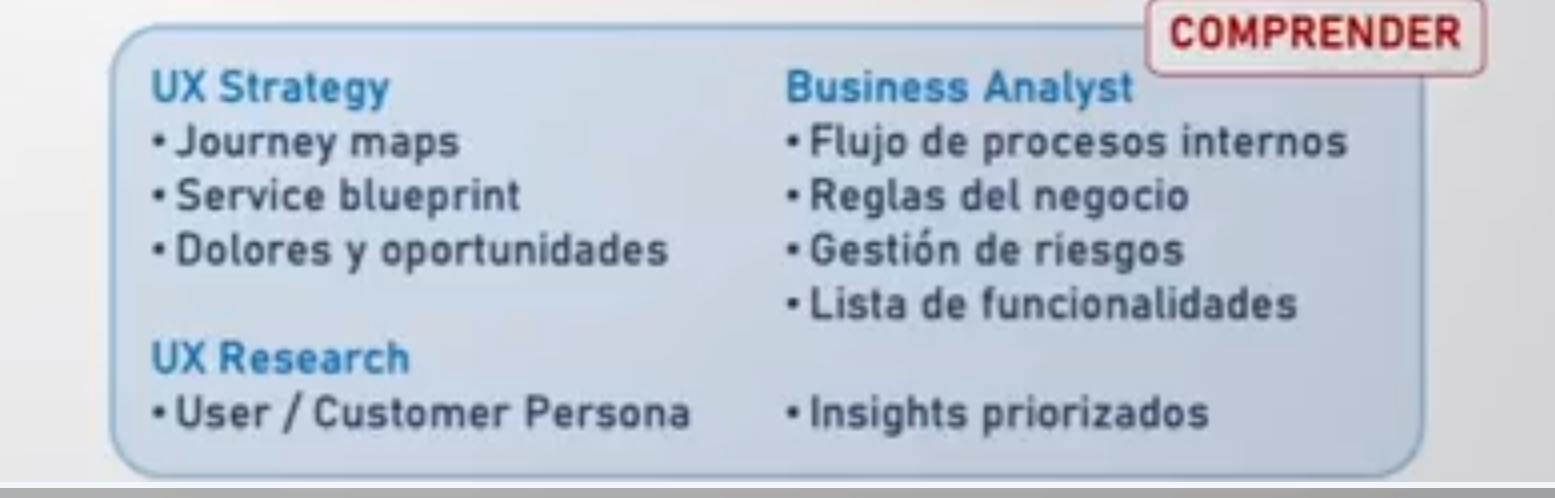 COMPRENDER
UX Strategy
• Journey maps
• Service blueprint
• Dolores y oportunidades
Business Analyst
• Flujo de procesos internos
• Reglas del negocio
• Gestión de riesgos
• Lista de funcionalidades
UX Research
• User / Customer Persona
• Insights priorizados